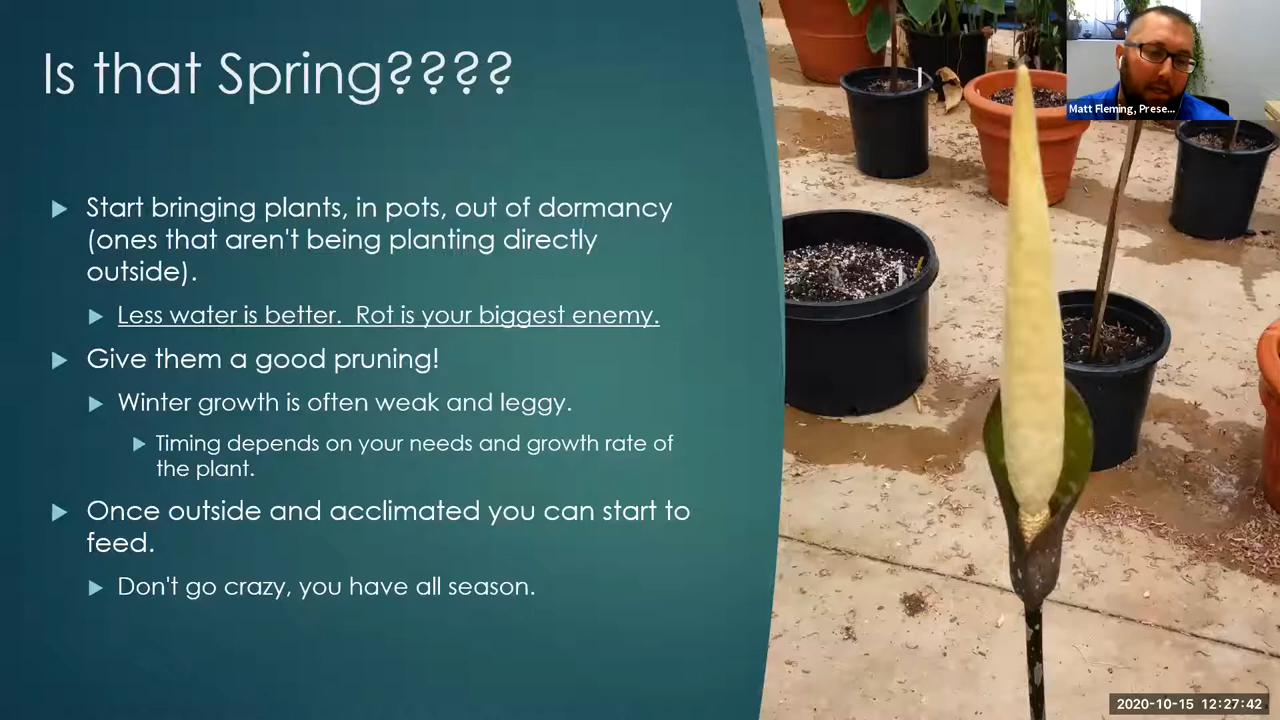 Is that Spring????
Start bringing plants, in pots, out of dormancy
(ones that aren't being planting directly
outside).
Less water is better.  Rot is your biggest enemy.
Give them a good pruning!
Winter growth is often weak and leggy.
Timing depends on your needs and growth rate of
the plant.
Once outside and acclimated you can start to
feed.
Don't go crazy, you have all season.
Matt Fleming, Prese...
2020-10-15 12:27:42